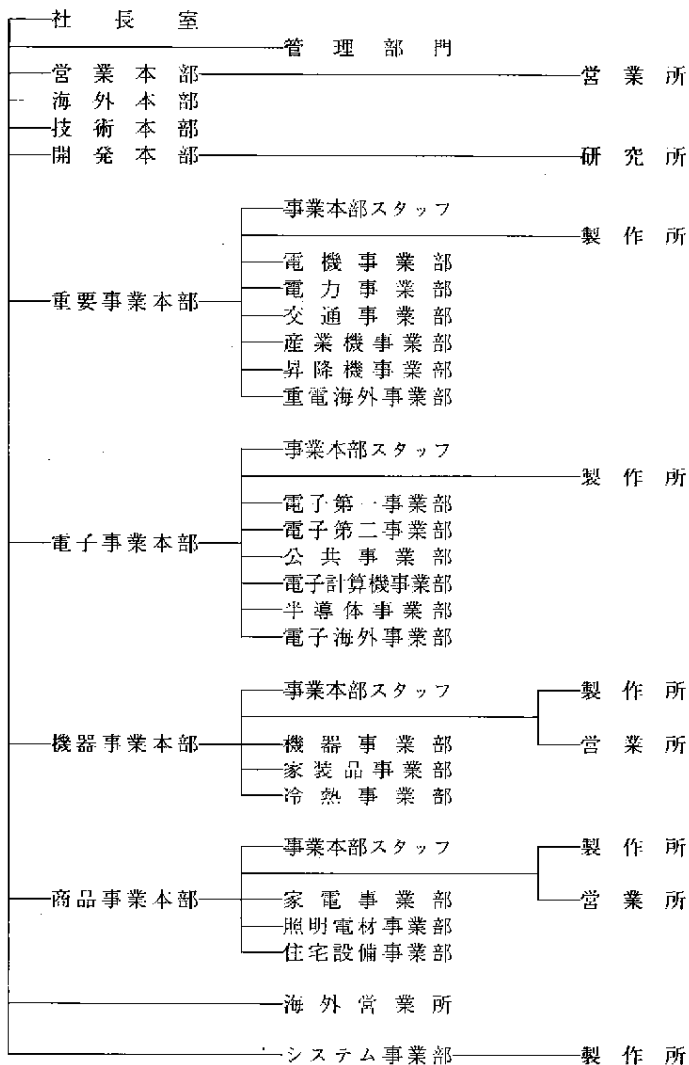 社長室
管理部門
営業本部 営業所
海外本部
技術本部
開発本部 研究所
事業本部スタッフ
製作所
電機事業部
電力事業部
重要事業本部 交通事業部
産業機事業部
昇降機事業部
重電海外事業部
事業本部スタッフ
製作所
電子第一事業部
電子第二事業部
電子事業本部 公共事業部
電子計算機事業部
半導体事業部
電子海外事業部
事業本部スタッフ 製作所
機器事業本部 機器事業部 営業所
家装品事業部
冷熱事業部
事業本部スタッフ 製作所
商品事業本部 家電事業部 営業所
照明電材事業部
住宅設備事業部
海外営業所
システム事業部 製作所